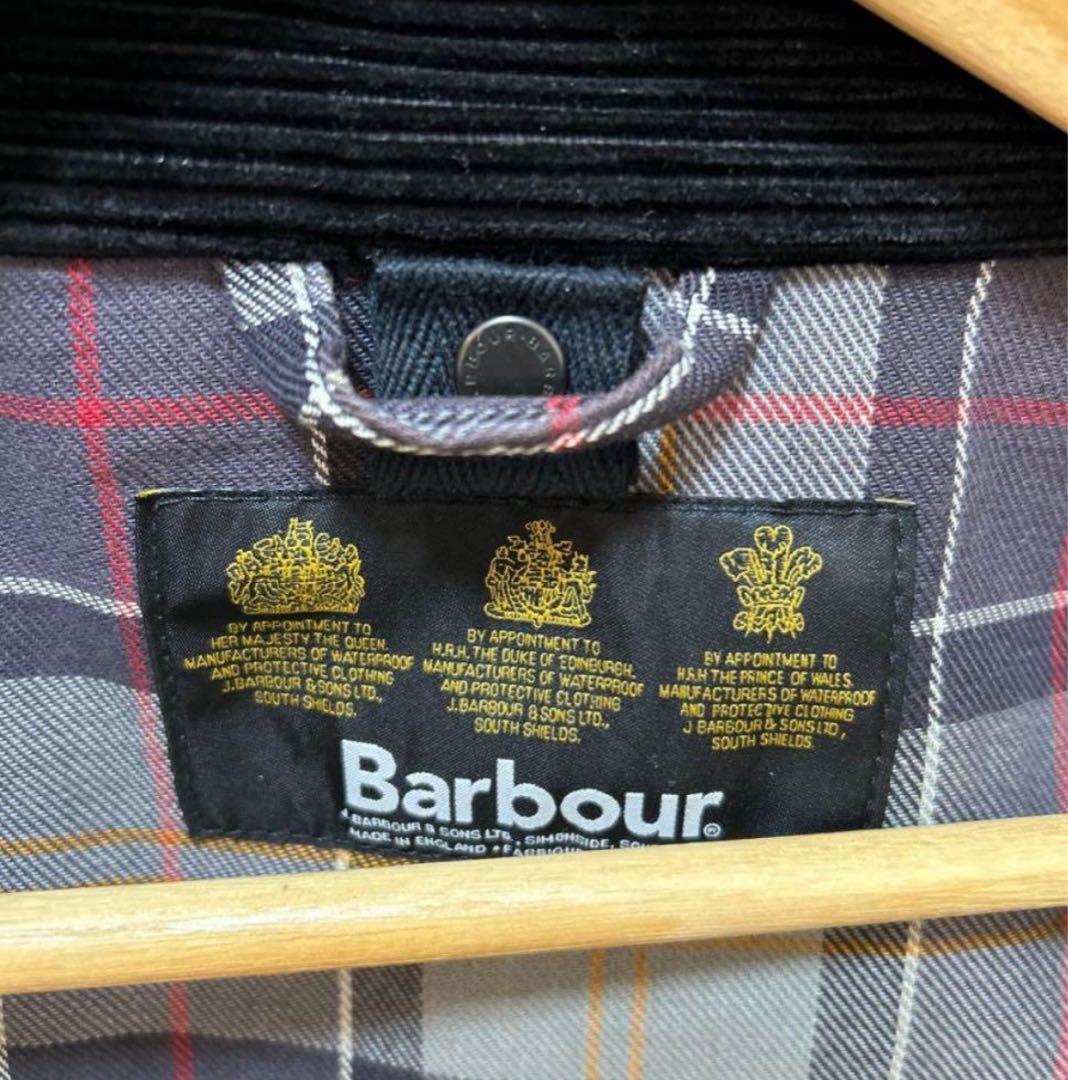 BARBOUR·BARB
BY APPOINTMENT TO
HER MAJESTY THE QUEEN
MANUFACTURERS OF WATERPROOF
AND PROTECTIVE CLOTHING
J. BARBOUR & SONS LTD.,
SOUTH SHIELDS.
BY APPOINTMENT TO
H.R.H. THE DUKE OF EDINBURGH.
MANUFACTURERS OF WATERPROOF
AND PROTECTIVE CLOTHING
J. BARBOUR & SONS LTD.,
SOUTH SHIELDS.
BY APPOINTMENT TO
H.R.H THE PRINCE OF WALES.
MANUFACTURERS OF WATERPROOF
AND PROTECTIVE CLOTHING
J BARBOUR & SONS LTD,
SOUTH SHIELDS.
Barbour®
J. BARBOUR & SONS LTD., SIMONSIDE,
MADE IN ENGLAND •